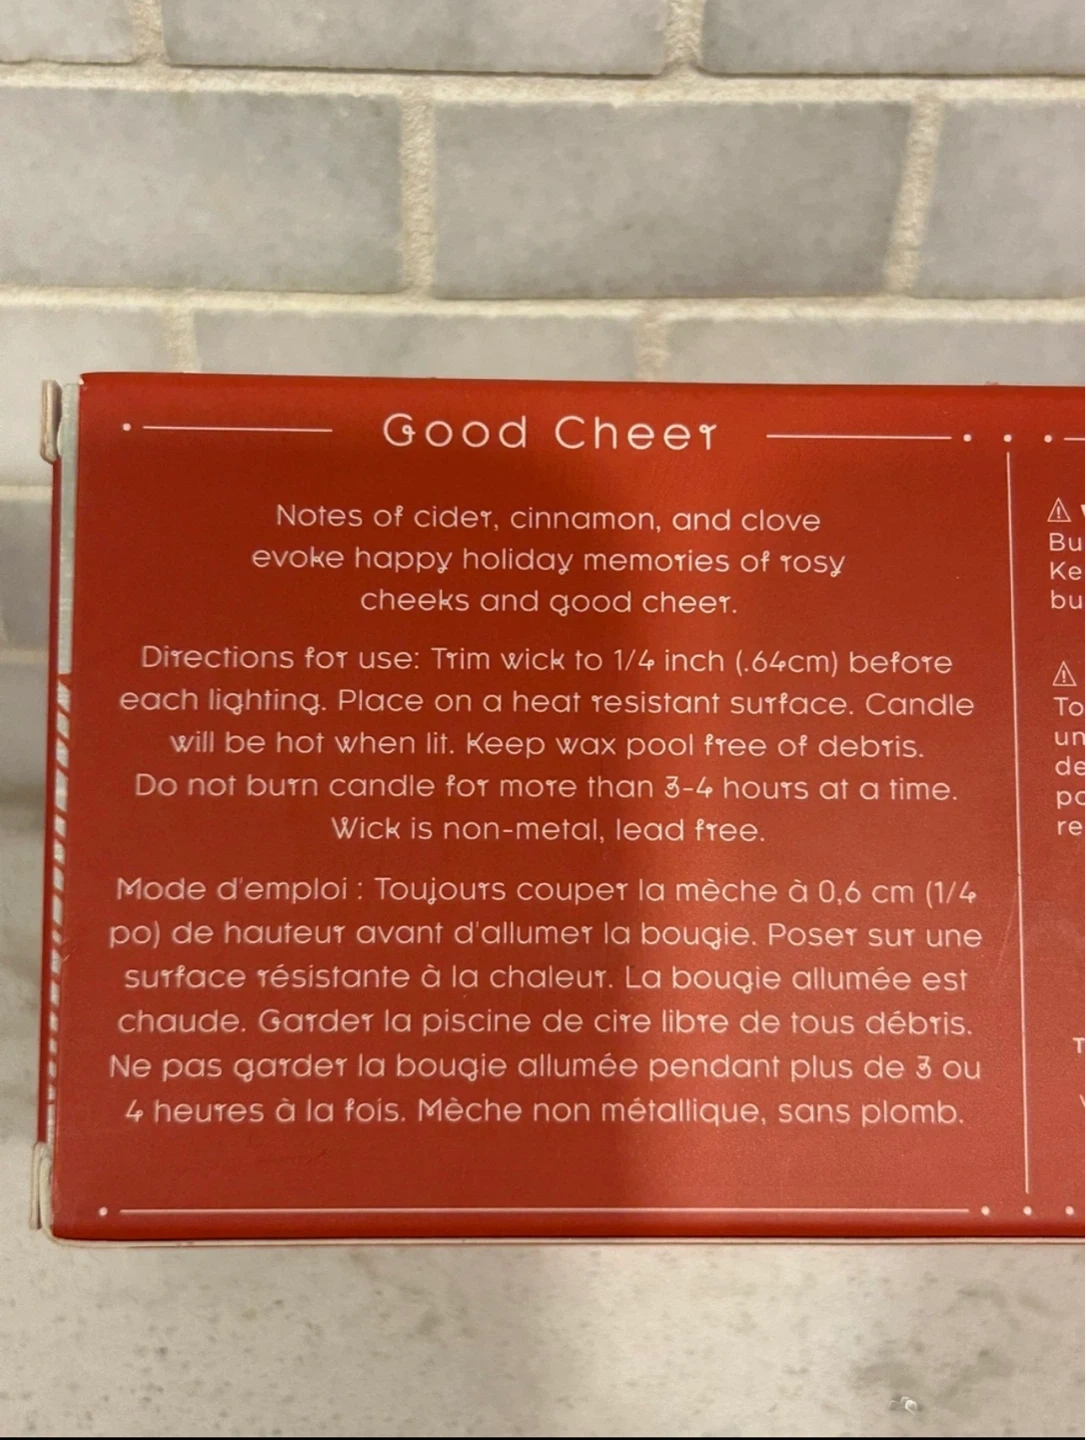 Good Cheer
Notes of cider, cinnamon, and clove
evoke happy holiday memories of rosy
cheeks and good cheer.
Directions for use: Trim wick to 1/4 inch (.64cm) before
each lighting. Place on a heat resistant surface. Candle
will be hot when lit. Keep wax pool free of debris.
Do not burn candle for more than 3-4 hours at a time.
Wick is non-metal, lead free.
Mode d'emploi : Toujours couper la mèche à 0,6 cm (1/4
po) de hauteur avant d'allumer la bougie. Poser sur une
surface résistante à la chaleur. La bougie allumée est
chaude. Garder la piscine de cire libre de tous débris.
Ne pas garder la bougie allumée pendant plus de 3 ou
4 heures à la fois. Mèche non métallique, sans plomb.